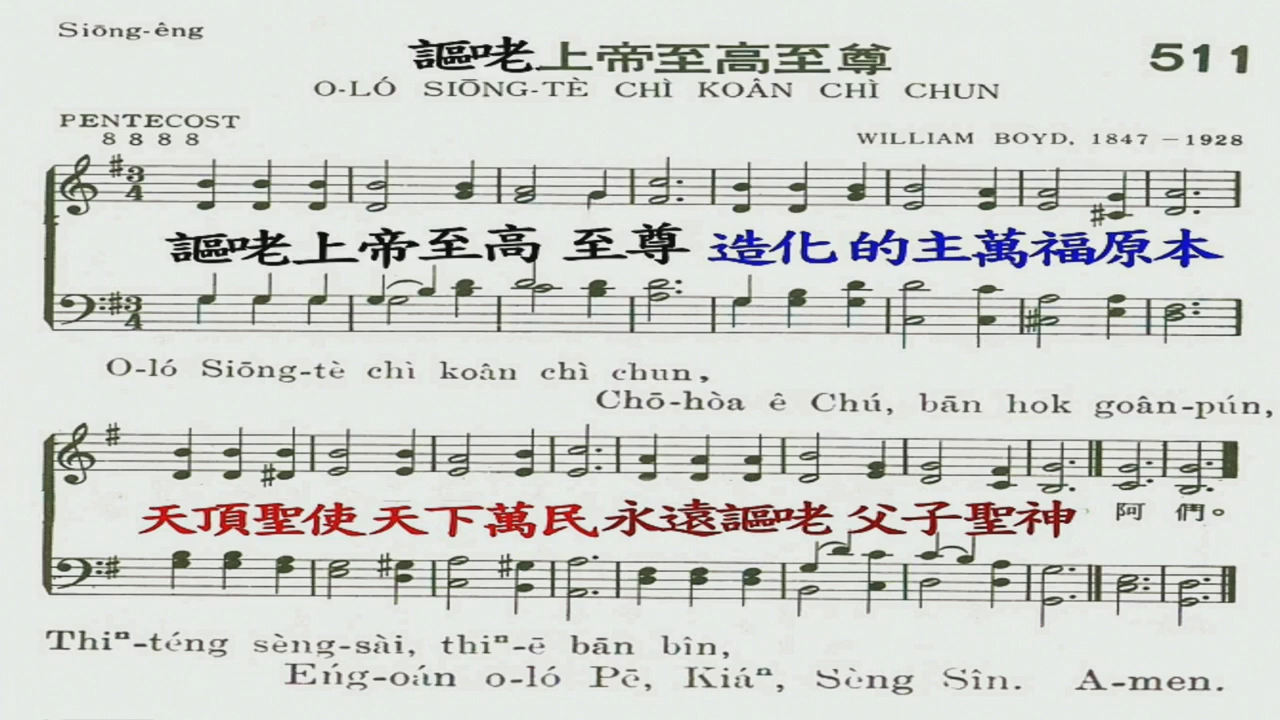 Siōng-êng
謳咾上帝至高至尊
511
O-LÓ SIŌNG-TÈ CHÌ KOÂN CHÌ CHUN
PENTECOST
8 8 8 8
WILLIAM BOYD, 1847 – 1928
謳咾上帝至高 至尊 造化的主萬福原本
O-ló Siōng-tè chì koân chì chun,
Chō-hòa ê Chú, bān hok goân-pún,
天頂聖使天下萬民永遠謳咾 父子聖神 阿們。
Thiⁿ-téng sèng-sài, thiⁿ-ē bān bîn,
Éng-oán o-ló Pē, Kiáⁿ, Sèng Sîn. A-men.